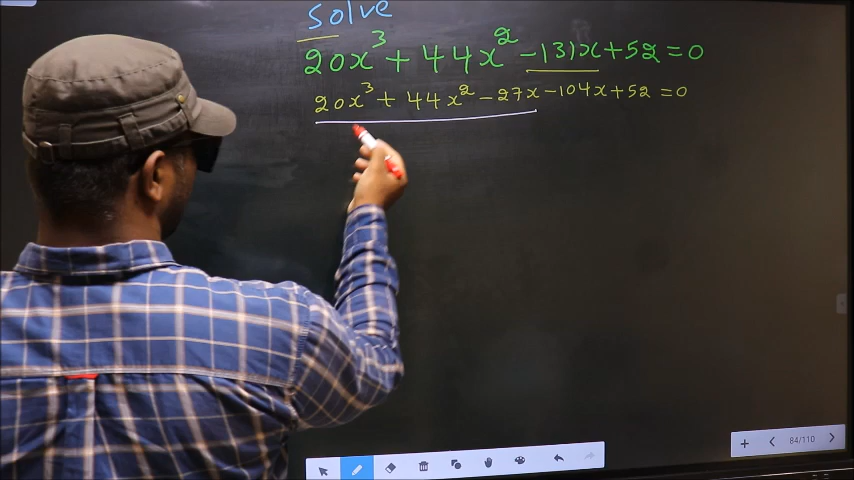 Solve
20x³ + 44x² - 131x + 52 = 0
20x³ + 44x² - 27x - 104x + 52 = 0
84/110